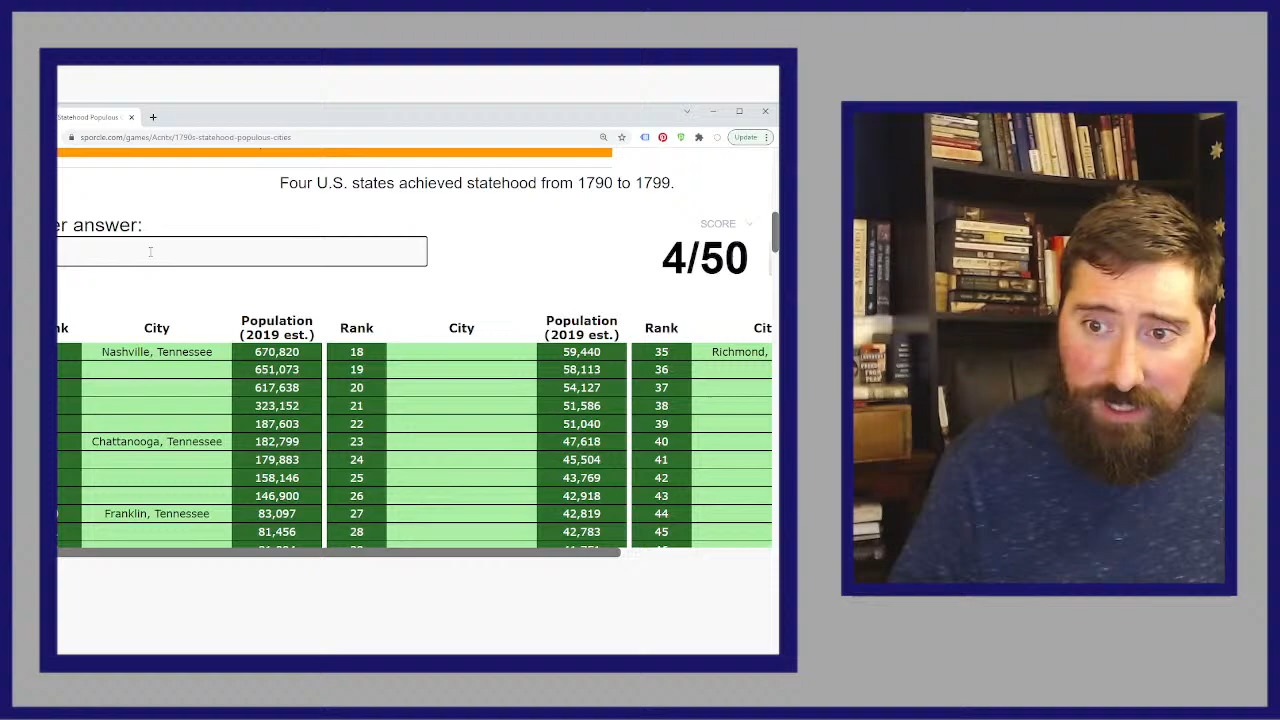 Statehood Populous
sporcle.com/games/Acntx/1790s-statehood-populous-cities
Update
Four U.S. states achieved statehood from 1790 to 1799.
er answer:
SCORE
4/50
nk City Population (2019 est.) Rank City Population (2019 est.) Rank Cit
Nashville, Tennessee 670,820 18 59,440 35 Richmond,
651,073 19 58,113 36
617,638 20 54,127 37
323,152 21 51,586 38
187,603 22 51,040 39
Chattanooga, Tennessee 182,799 23 47,618 40
179,883 24 45,504 41
158,146 25 43,769 42
146,900 26 42,918 43
Franklin, Tennessee 83,097 27 42,819 44
81,456 28 42,783 45